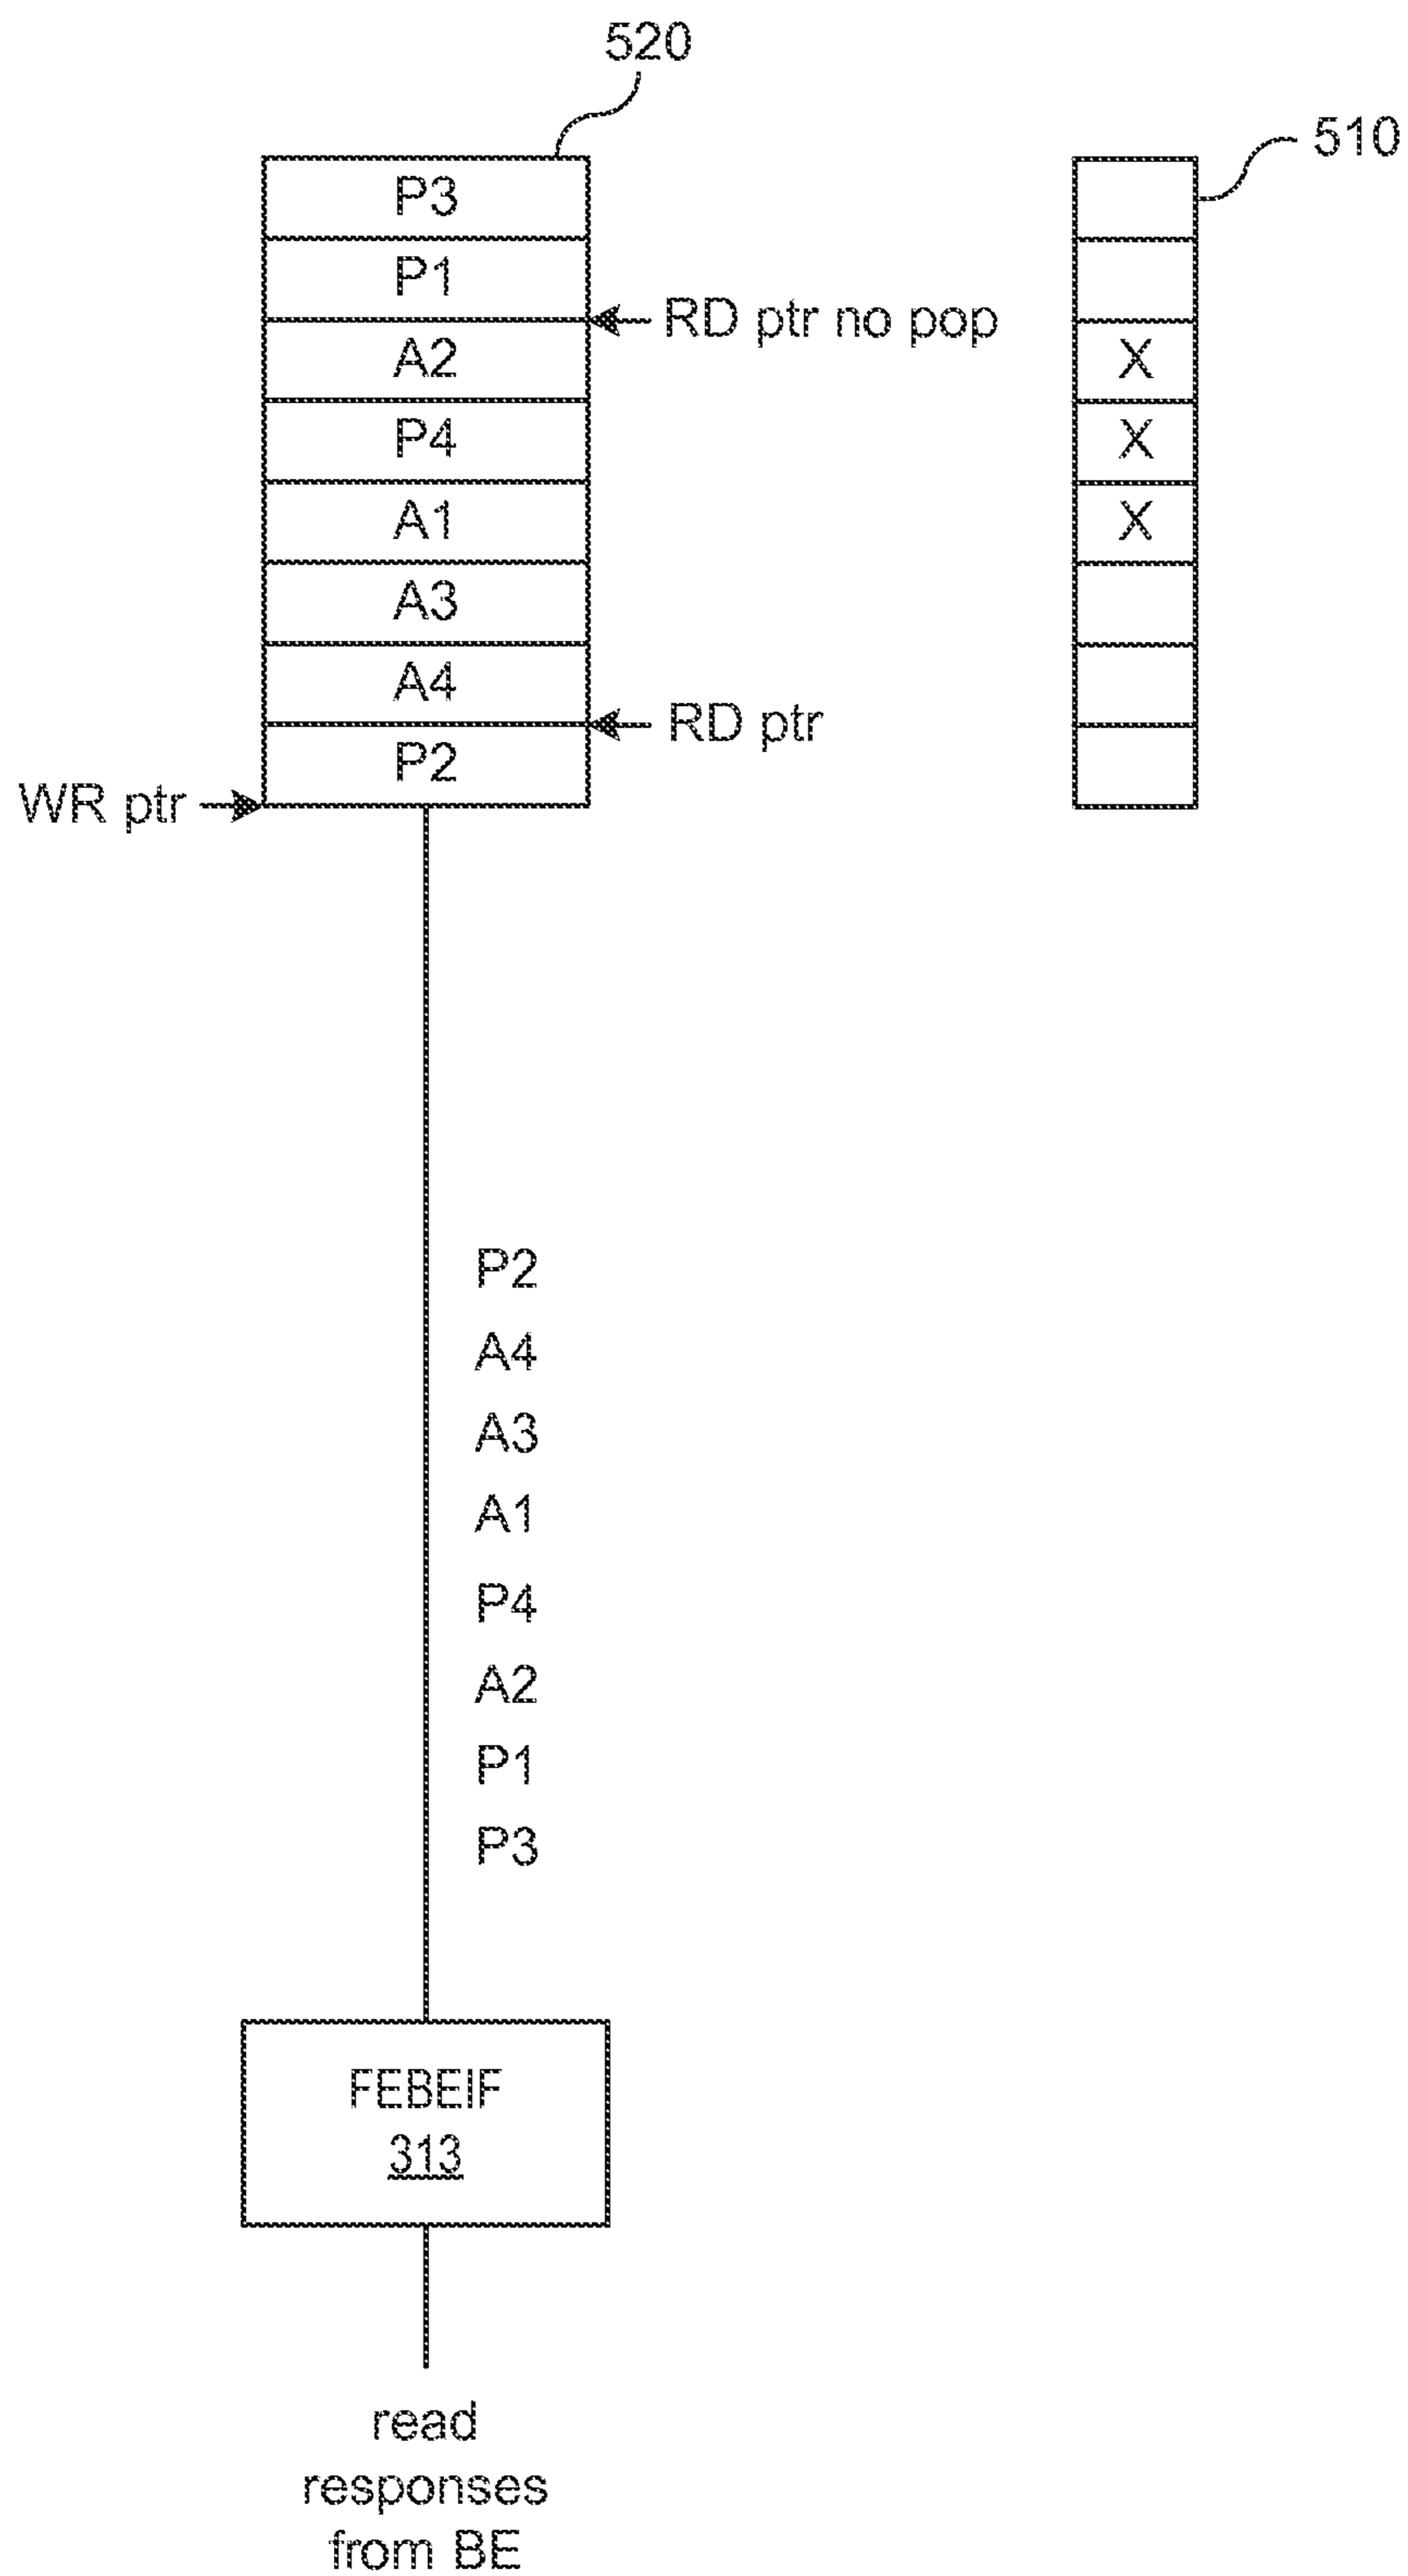 520
510
P3
P1
RD ptr no pop
A2
X
P4
X
A1
X
A3
A4
RD ptr
P2
WR ptr
P2
A4
A3
A1
P4
A2
P1
P3
FEBEIF
313
read
responses
from BE